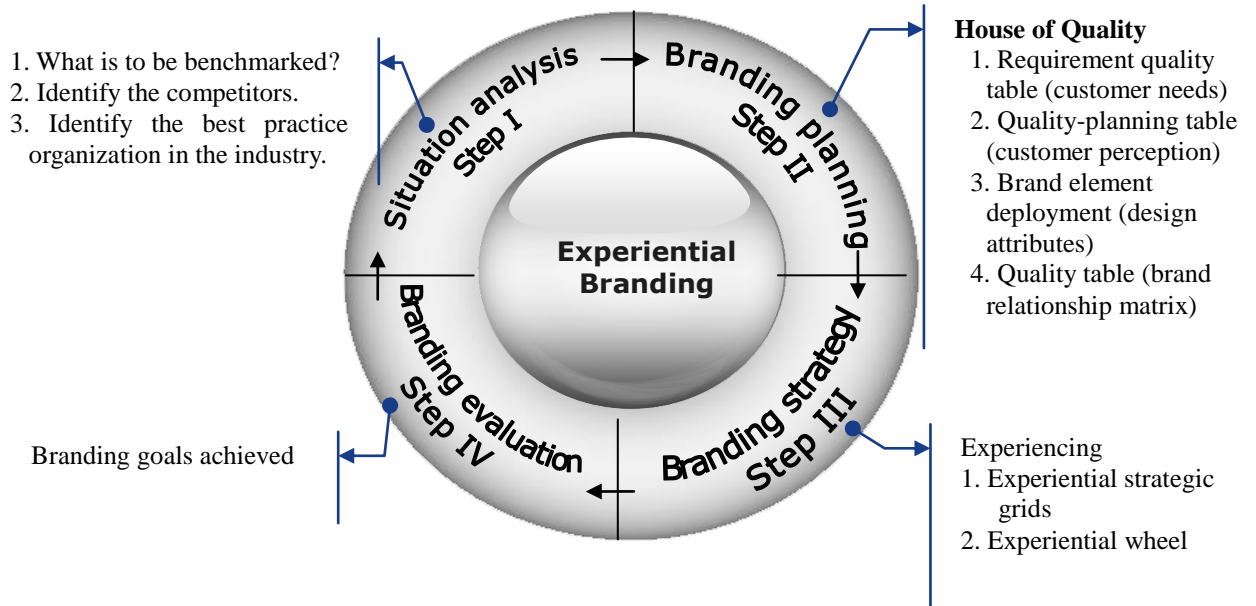 1. What is to be benchmarked?
2. Identify the competitors.
3. Identify the best practice
organization in the industry.
Situation analysis
Step I
Branding planning
Step II
House of Quality
1. Requirement quality
table (customer needs)
2. Quality-planning table
(customer perception)
3. Brand element
deployment (design
attributes)
4. Quality table (brand
relationship matrix)
Experiential
Branding
Branding strategy
Step III
Experiencing
1. Experiential strategic
grids
2. Experiential wheel
Branding evaluation
Step IV
Branding goals achieved